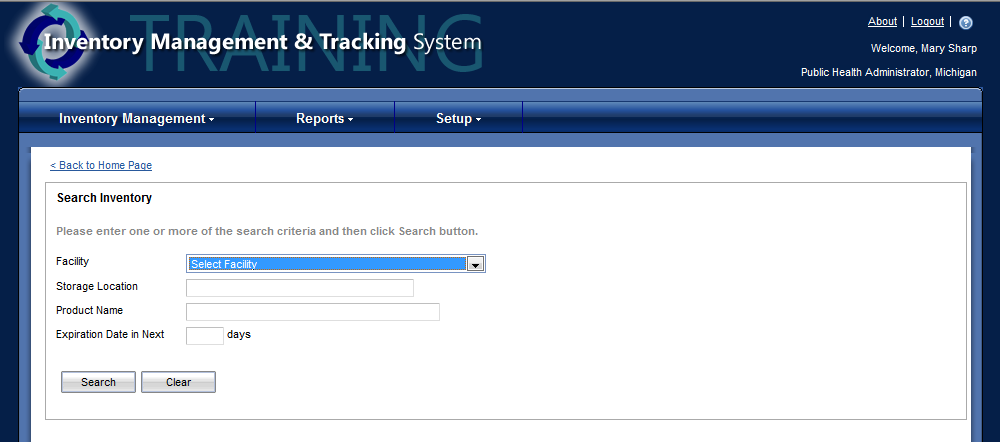 TRAINING
Inventory Management & Tracking System
About | Logout | ?
Welcome, Mary Sharp
Public Health Administrator, Michigan
Inventory Management Reports Setup
< Back to Home Page
Search Inventory
Please enter one or more of the search criteria and then click Search button.
Facility Select Facility
Storage Location
Product Name
Expiration Date in Next days
Search Clear